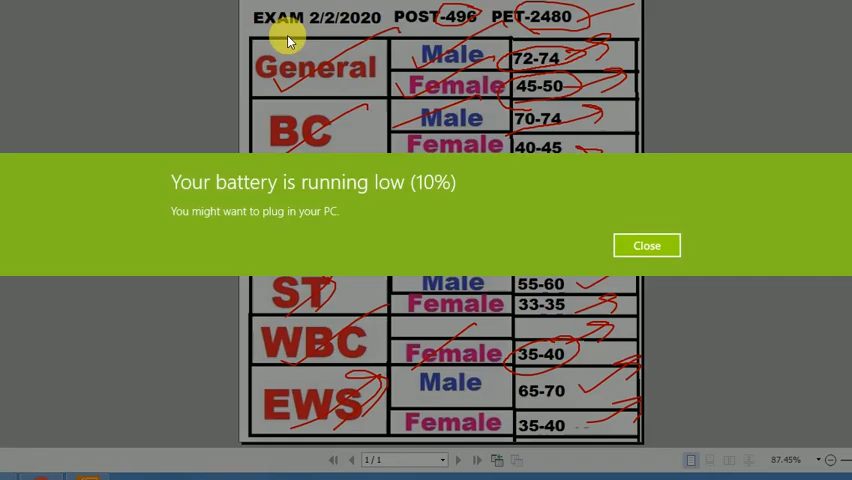 EXAM 2/2/2020 POST-496 PET-2480
General Male 72-74
Female 45-50
BC Male 70-74
Female 40-45
Your battery is running low (10%)
You might want to plug in your PC.
Close
ST Male 55-60
Female 33-35
WBC Female 35-40
EWS Male 65-70
Female 35-40
1 / 1
87.45%